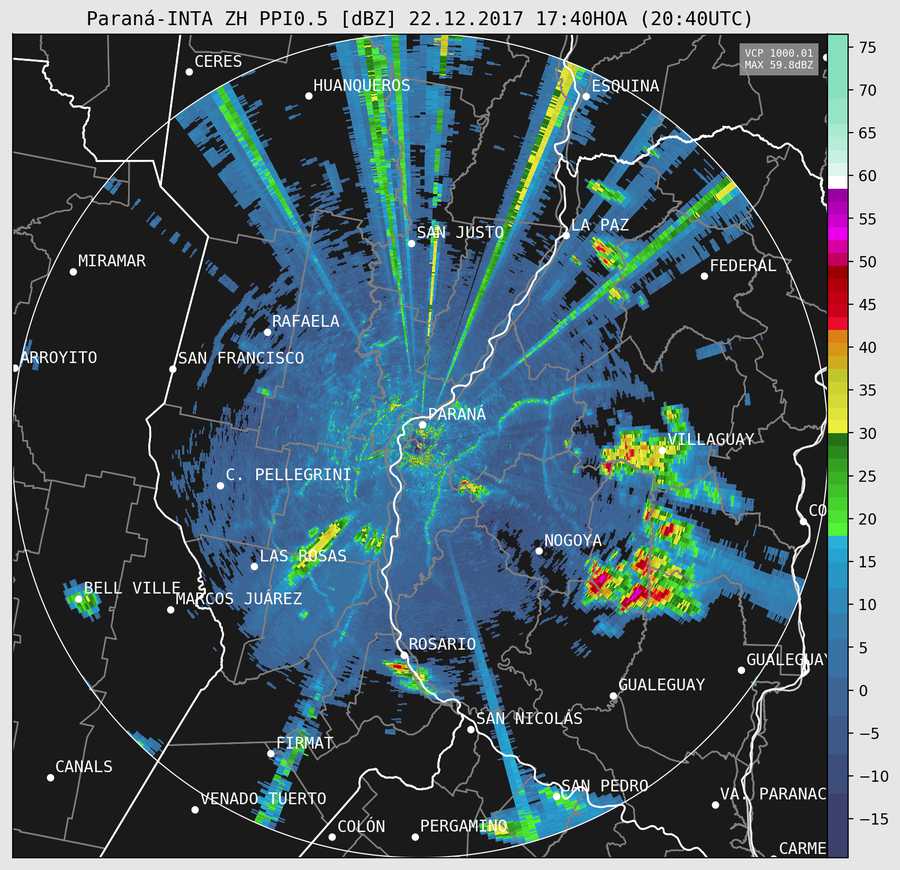 Paraná-INTA ZH PPI0.5 [dBZ] 22.12.2017 17:40HOA (20:40UTC)
VCP 1000.01
MAX 59.8dBZ
75
CERES
HUANQUEROS
ESQUINA
70
65
60
SAN JUSTO
LA PAZ
55
MIRAMAR
FEDERAL
50
45
RAFAELA
40
ARROYITO
SAN FRANCISCO
35
PARANÁ
VILLAGUAY
30
C. PELLEGRINI
25
CO
20
LAS ROSAS
NOGOYA
15
BELL VILLE
MARCOS JUÁREZ
10
ROSARIO
5
GUALEGUAY
GUALEGUAY
0
SAN NICOLÁS
-5
FIRMAT
CANALS
-10
SAN PEDRO
VENADO TUERTO
VA. PARANAC
-15
COLÓN
PERGAMINO
CARME